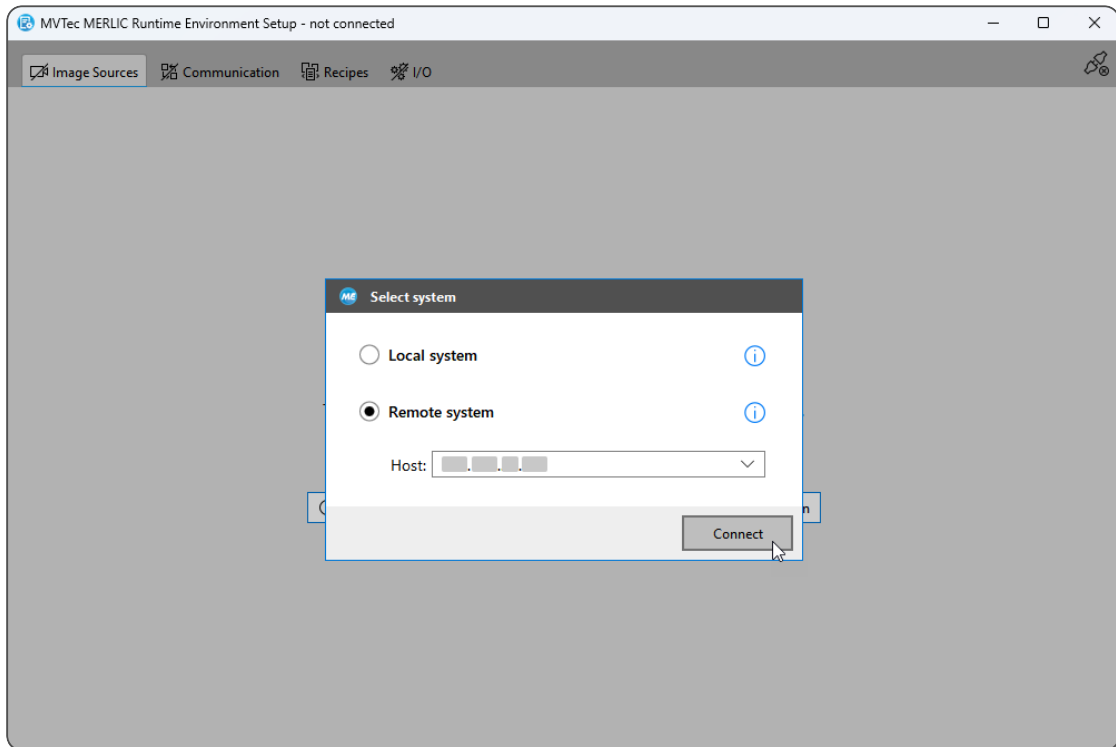 MVTec MERLIC Runtime Environment Setup - not connected
Image Sources Communication Recipes I/O
ME Select system
Local system
Remote system
Host:
Connect